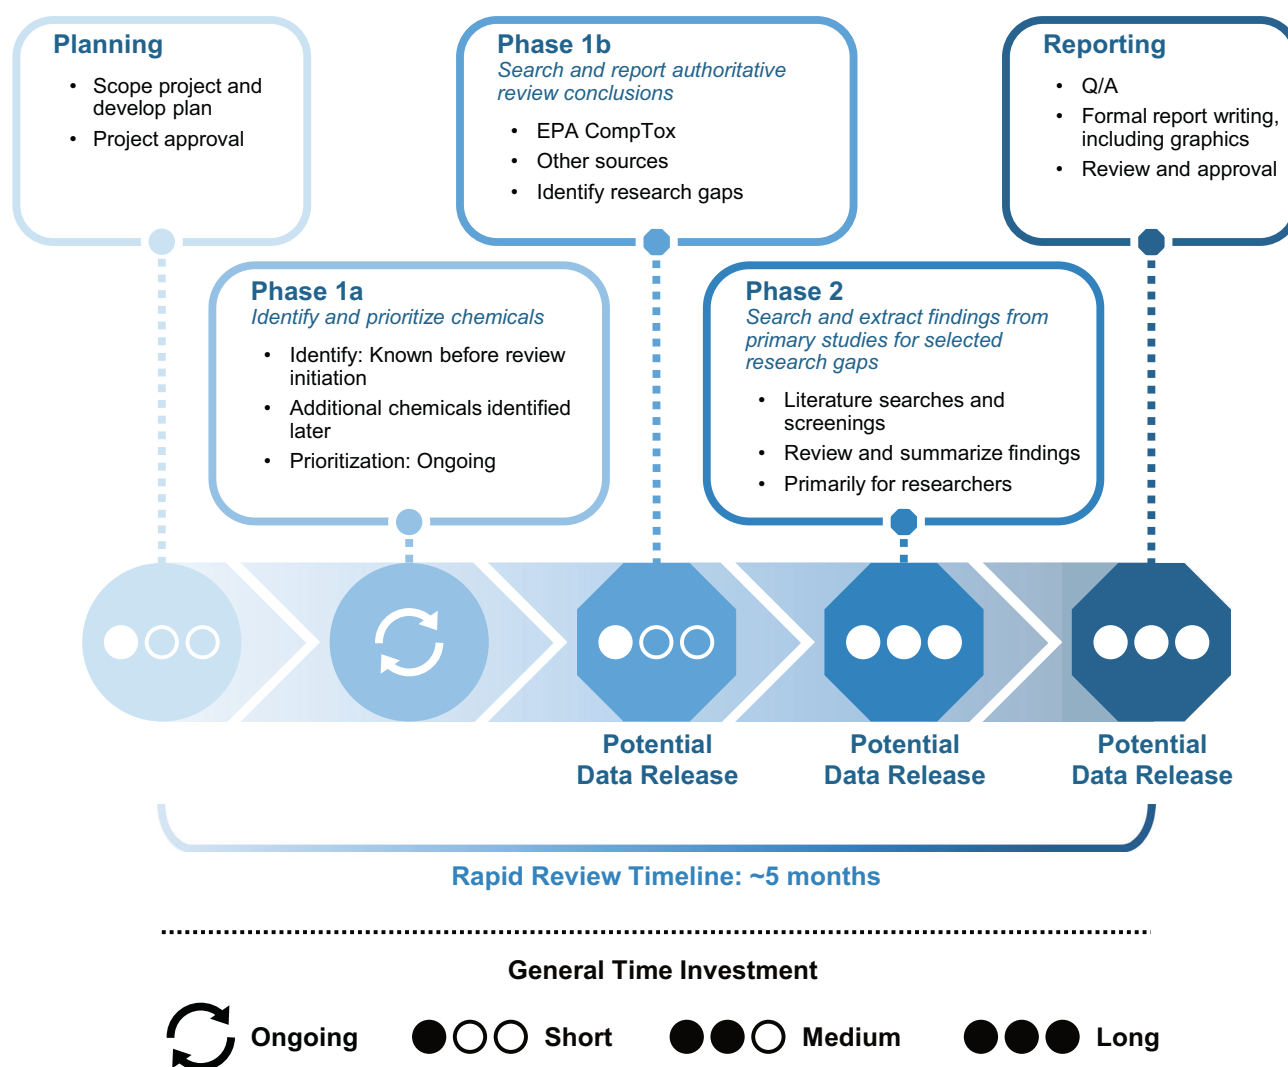 Planning
• Scope project and
develop plan
• Project approval
Phase 1a
Identify and prioritize chemicals
• Identify: Known before review
initiation
• Additional chemicals identified
later
• Prioritization: Ongoing
Phase 1b
Search and report authoritative
review conclusions
• EPA CompTox
• Other sources
• Identify research gaps
Phase 2
Search and extract findings from
primary studies for selected
research gaps
• Literature searches and
screenings
• Review and summarize findings
• Primarily for researchers
Reporting
• Q/A
• Formal report writing,
including graphics
• Review and approval
Potential
Data Release
Potential
Data Release
Potential
Data Release
Rapid Review Timeline: ~5 months
General Time Investment
Ongoing
Short
Medium
Long